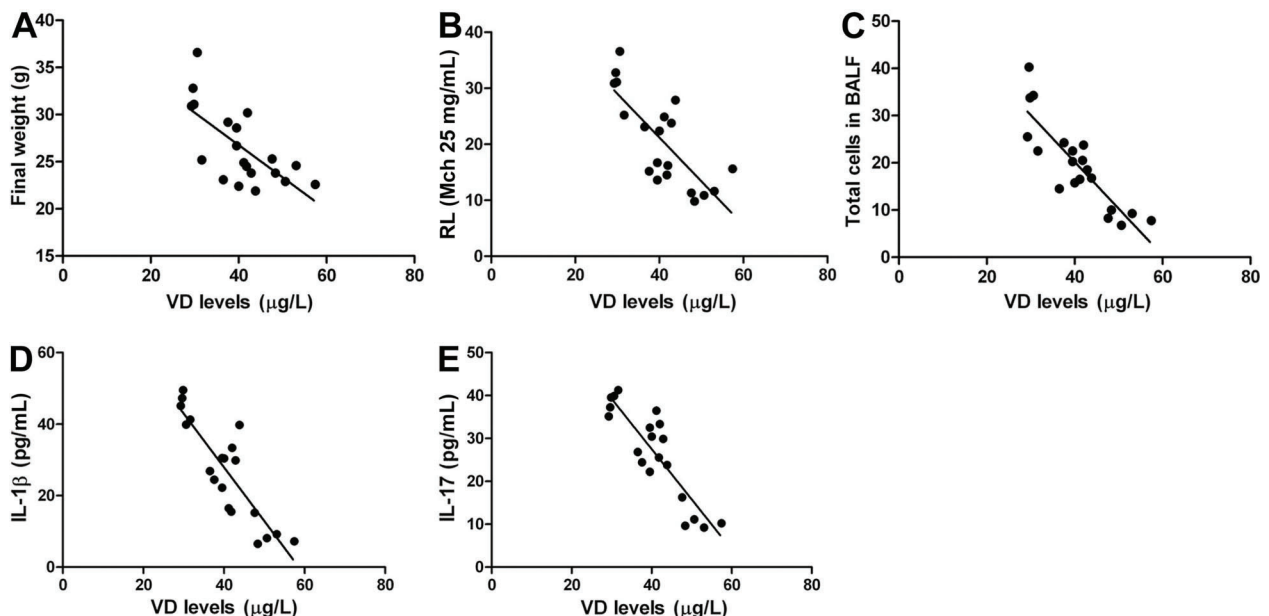 A
Final weight (g)
40
35
30
25
20
15
0 20 40 60 80
VD levels (μg/L)
B
RL (Mch 25 mg/mL)
40
30
20
10
0
0 20 40 60 80
VD levels (μg/L)
C
Total cells in BALF
50
40
30
20
10
0
0 20 40 60 80
VD levels (μg/L)
D
IL-1β (pg/mL)
60
40
20
0
0 20 40 60 80
VD levels (μg/L)
E
IL-17 (pg/mL)
50
40
30
20
10
0
0 20 40 60 80
VD levels (μg/L)